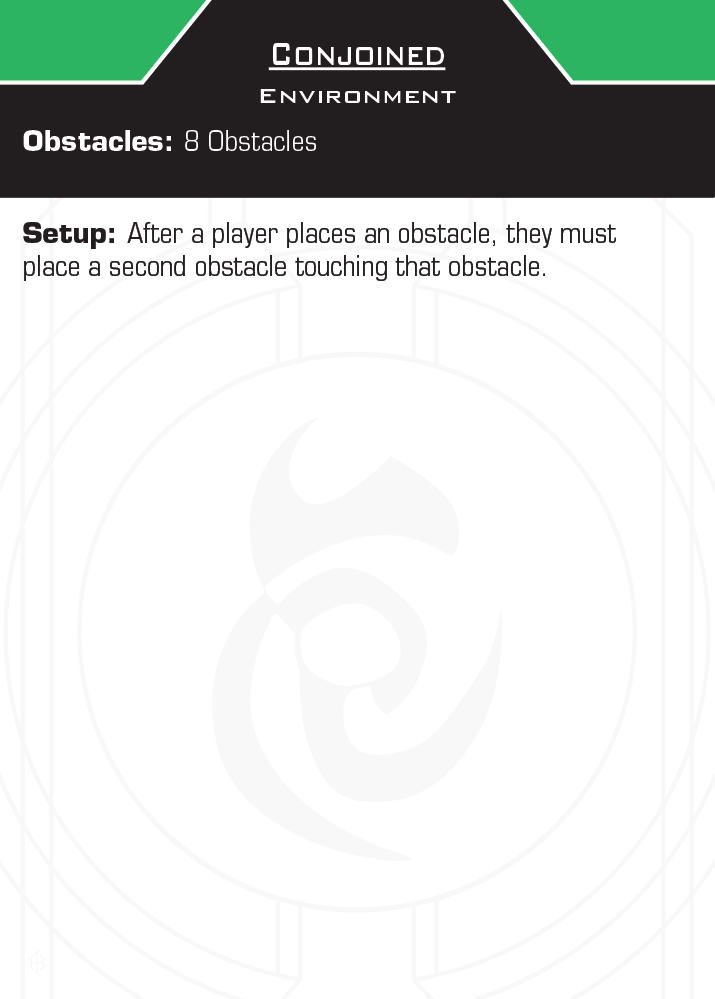 Conjoined
Environment
Obstacles: 8 Obstacles
Setup: After a player places an obstacle, they must
place a second obstacle touching that obstacle.